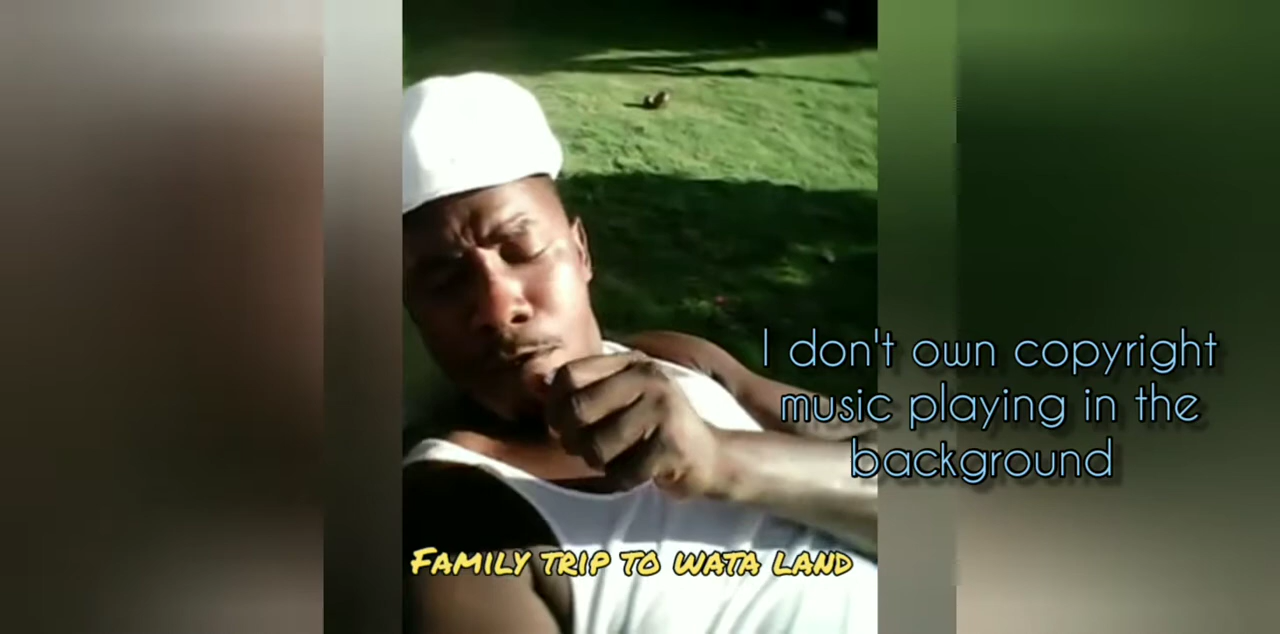 I don't own copyright
music playing in the
background
FAMILY TRIP TO WATA LAND